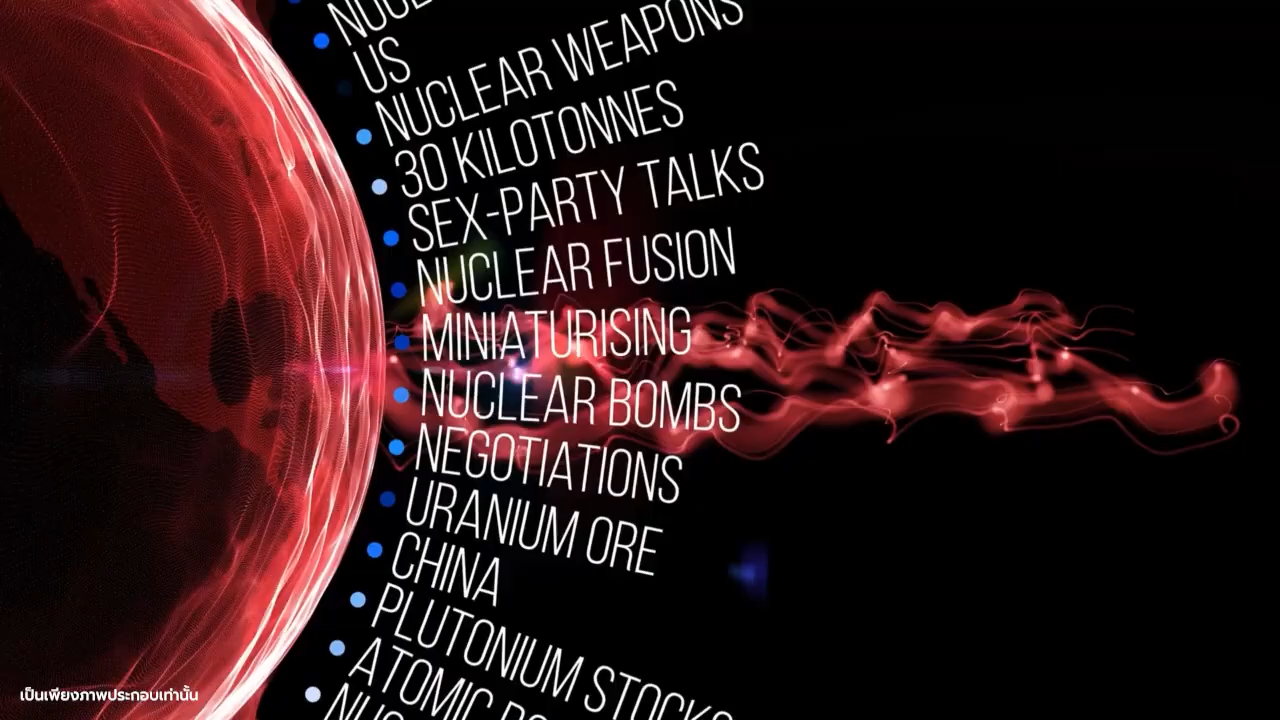 US
NUCLEAR WEAPONS
30 KILOTONNES
SEX-PARTY TALKS
NUCLEAR FUSION
MINIATURISING
NUCLEAR BOMBS
NEGOTIATIONS
URANIUM ORE
CHINA
PLUTONIUM STOCKS
ATOMIC
เป็นเพียงภาพประกอบเท่านั้น